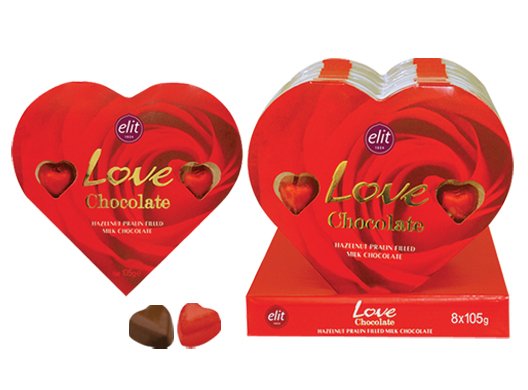 elit
1924
Love
Chocolate
HAZELNUT PRALIN FILLED
MILK CHOCOLATE
105g
elit
1924
Love
Chocolate
HAZELNUT PRALIN FILLED
MILK CHOCOLATE
elit
Love
Chocolate
HAZELNUT PRALIN FILLED MILK CHOCOLATE
8x105g